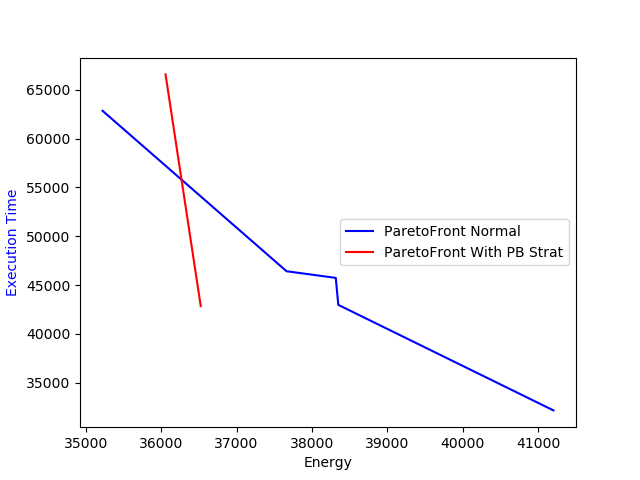 65000
60000
55000
50000
45000
40000
35000
Execution Time
ParetoFront Normal
ParetoFront With PB Strat
35000 36000 37000 38000 39000 40000 41000
Energy